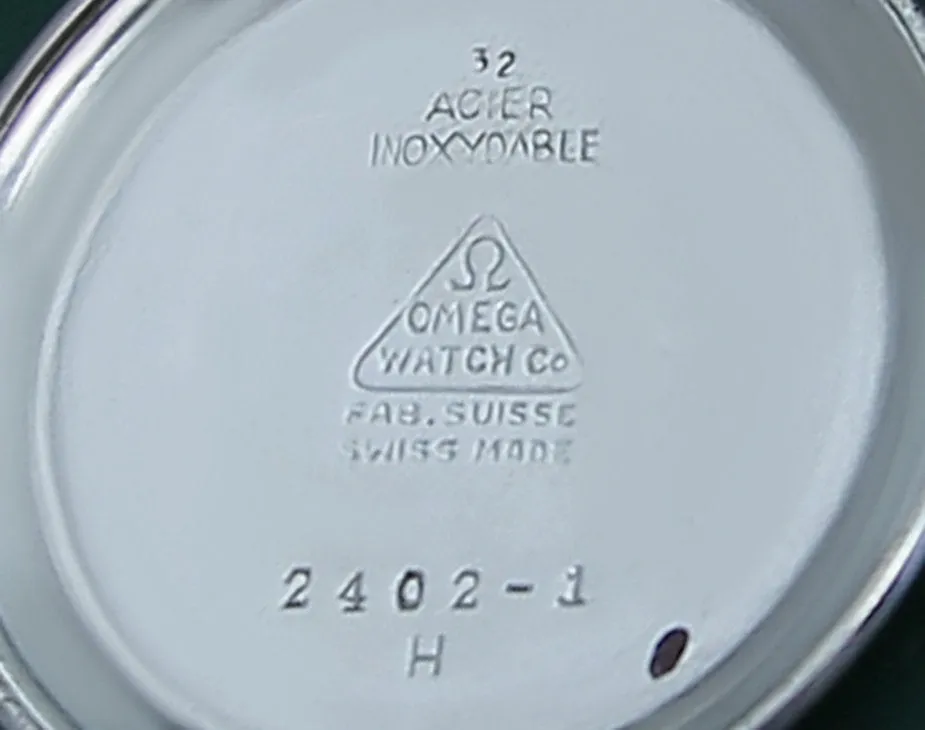 32
ACIER
INOXYDABLE
Ω
OMEGA
WATCH Co
FAB. SUISSE
SWISS MADE
2402-1
H